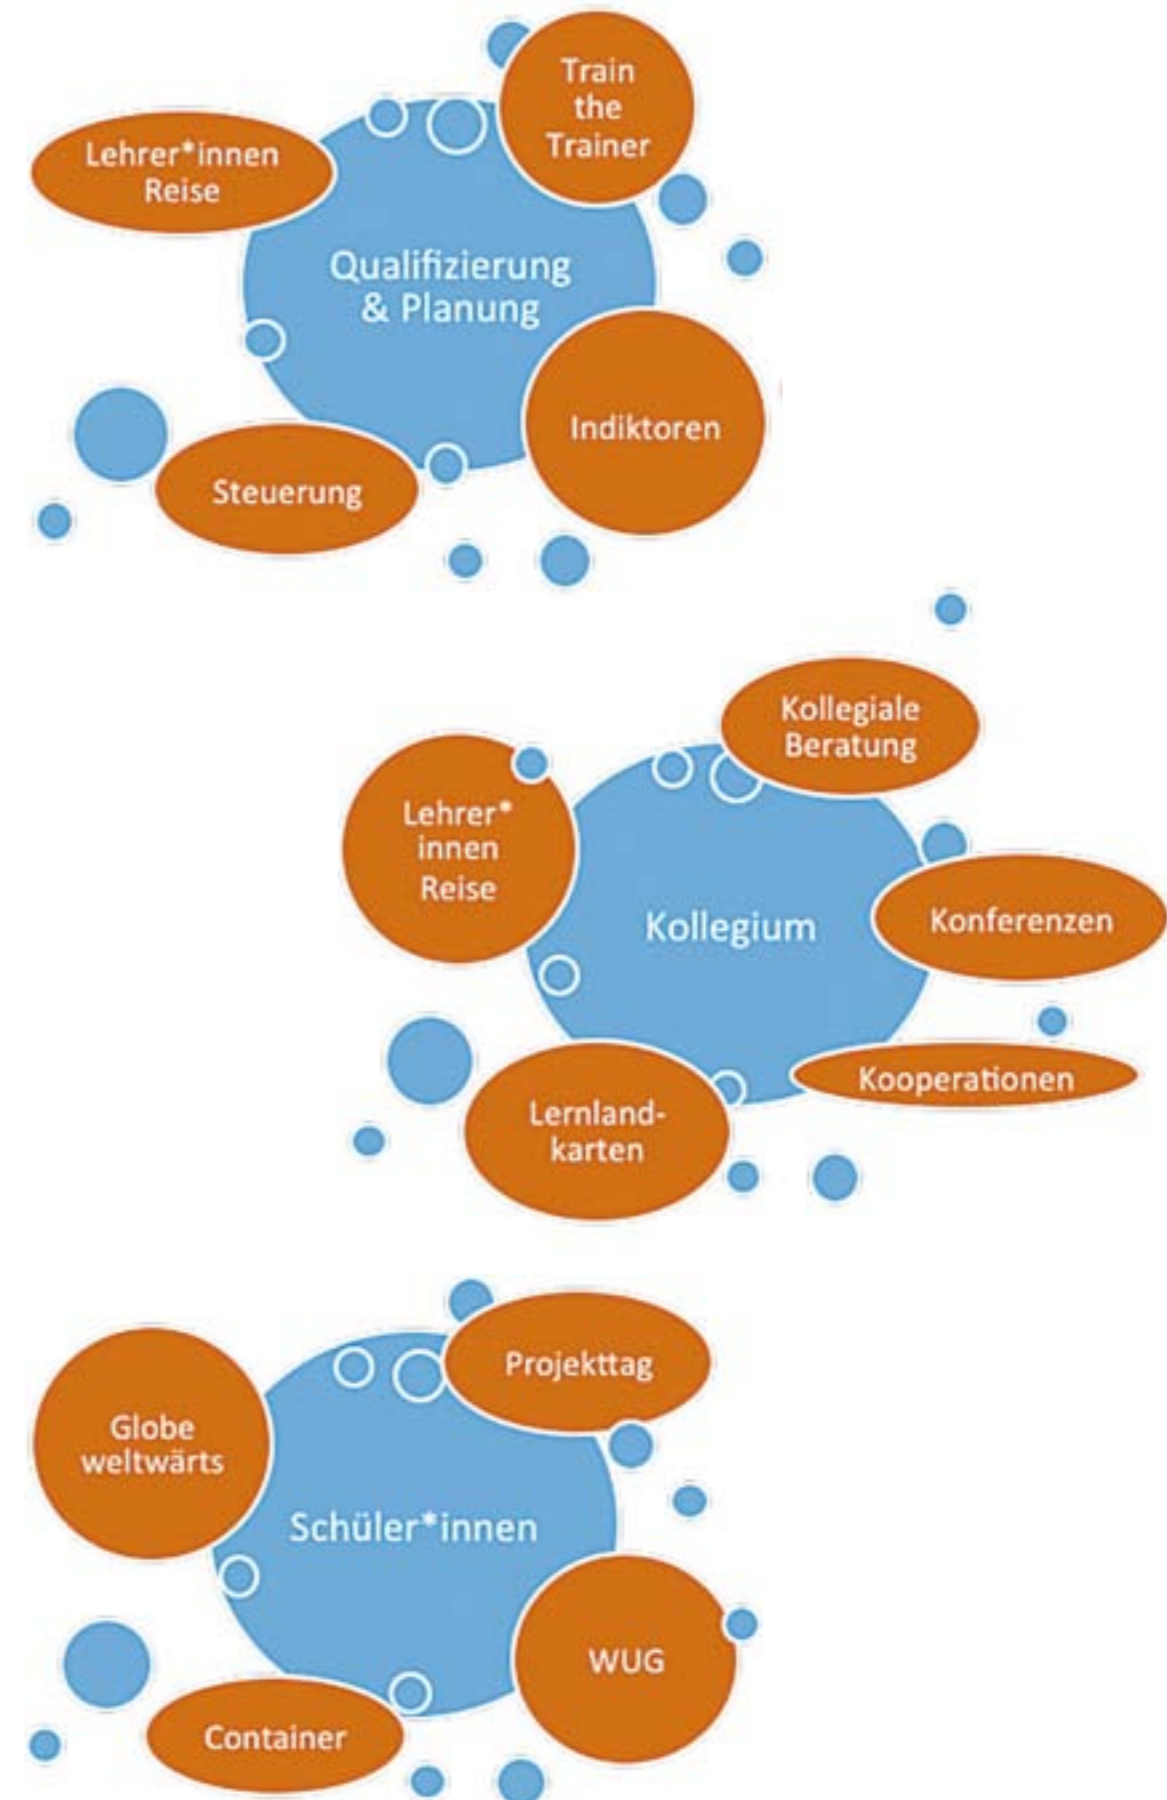 Train
the
Trainer
Lehrer*innen
Reise
Qualifizierung
& Planung
Indiktoren
Steuerung
Kollegiale
Beratung
Lehrer*
innen
Reise
Kollegium
Konferenzen
Kooperationen
Lernland-
karten
Projekttag
Globe
weltwärts
Schüler*innen
WUG
Container